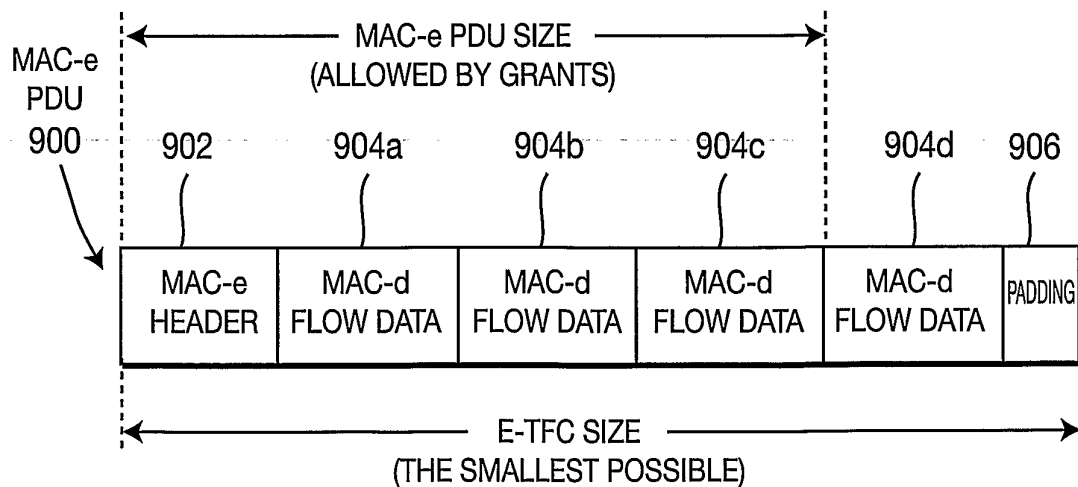 MAC-e PDU SIZE
(ALLOWED BY GRANTS)
MAC-e
PDU
900
902
904a
904b
904c
904d
906
MAC-e
HEADER
MAC-d
FLOW DATA
MAC-d
FLOW DATA
MAC-d
FLOW DATA
MAC-d
FLOW DATA
PADDING
E-TFC SIZE
(THE SMALLEST POSSIBLE)